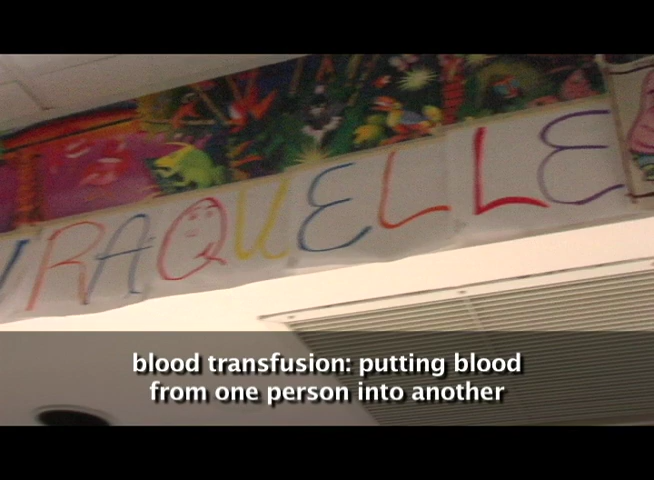 RAQUELLE
blood transfusion: putting blood
from one person into another